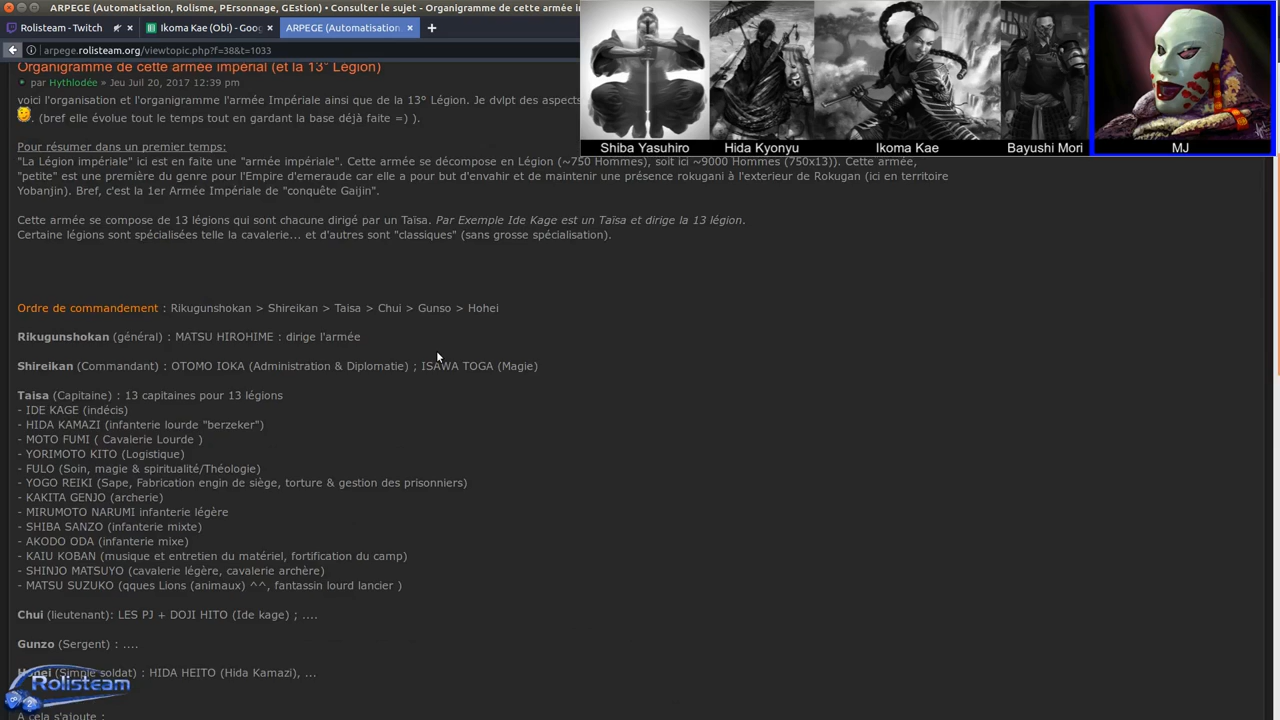 ARPEGE (Automatisation, Rolisme, PErsonnage, GEstion) • Consulter le sujet - Organigramme de cette armée in
Rolisteam - Twitch
Ikoma Kae (Obi) - Goog
ARPEGE (Automatisation,
arpege.rolisteam.org/viewtopic.php?f=38&t=1033
Shiba Yasuhiro
Hida Kyonyu
Ikoma Kae
Bayushi Mori
MJ
Organigramme de cette armée impérial (et la 13° Légion)
par Hythlodée » Jeu Juil 20, 2017 12:39 pm
voici l'organisation et l'organigramme l'armée Impériale ainsi que de la 13° Légion. Je dvlpt des aspects
. (bref elle évolue tout le temps tout en gardant la base déjà faite =) ).
Pour résumer dans un premier temps:
"La Légion impériale" ici est en faite une "armée impériale". Cette armée se décompose en Légion (~750 Hommes), soit ici ~9000 Hommes (750x13)). Cette armée,
"petite" est une première du genre pour l'Empire d'emeraude car elle a pour but d'envahir et de maintenir une présence rokugani à l'exterieur de Rokugan (ici en territoire
Yobanjin). Bref, c'est la 1er Armée Impériale de "conquête Gaijin".
Cette armée se compose de 13 légions qui sont chacune dirigé par un Taïsa. Par Exemple Ide Kage est un Taïsa et dirige la 13 légion.
Certaine légions sont spécialisées telle la cavalerie... et d'autres sont "classiques" (sans grosse spécialisation).
Ordre de commandement : Rikugunshokan > Shireikan > Taisa > Chui > Gunso > Hohei
Rikugunshokan (général) : MATSU HIROHIME : dirige l'armée
Shireikan (Commandant) : OTOMO IOKA (Administration & Diplomatie) ; ISAWA TOGA (Magie)
Taisa (Capitaine) : 13 capitaines pour 13 légions
- IDE KAGE (indécis)
- HIDA KAMAZI (infanterie lourde "berzeker")
- MOTO FUMI ( Cavalerie Lourde )
- YORIMOTO KITO (Logistique)
- FULO (Soin, magie & spiritualité/Théologie)
- YOGO REIKI (Sape, Fabrication engin de siège, torture & gestion des prisonniers)
- KAKITA GENJO (archerie)
- MIRUMOTO NARUMI infanterie légère
- SHIBA SANZO (infanterie mixte)
- AKODO ODA (infanterie mixe)
- KAIU KOBAN (musique et entretien du matériel, fortification du camp)
- SHINJO MATSUYO (cavalerie légère, cavalerie archère)
- MATSU SUZUKO (qques Lions (animaux) ^^, fantassin lourd lancier )
Chui (lieutenant): LES PJ + DOJI HITO (Ide kage) ; ....
Gunzo (Sergent) : ....
Hohei (Simple soldat) : HIDA HEITO (Hida Kamazi), ...
Rolisteam
A cela s'ajoute :